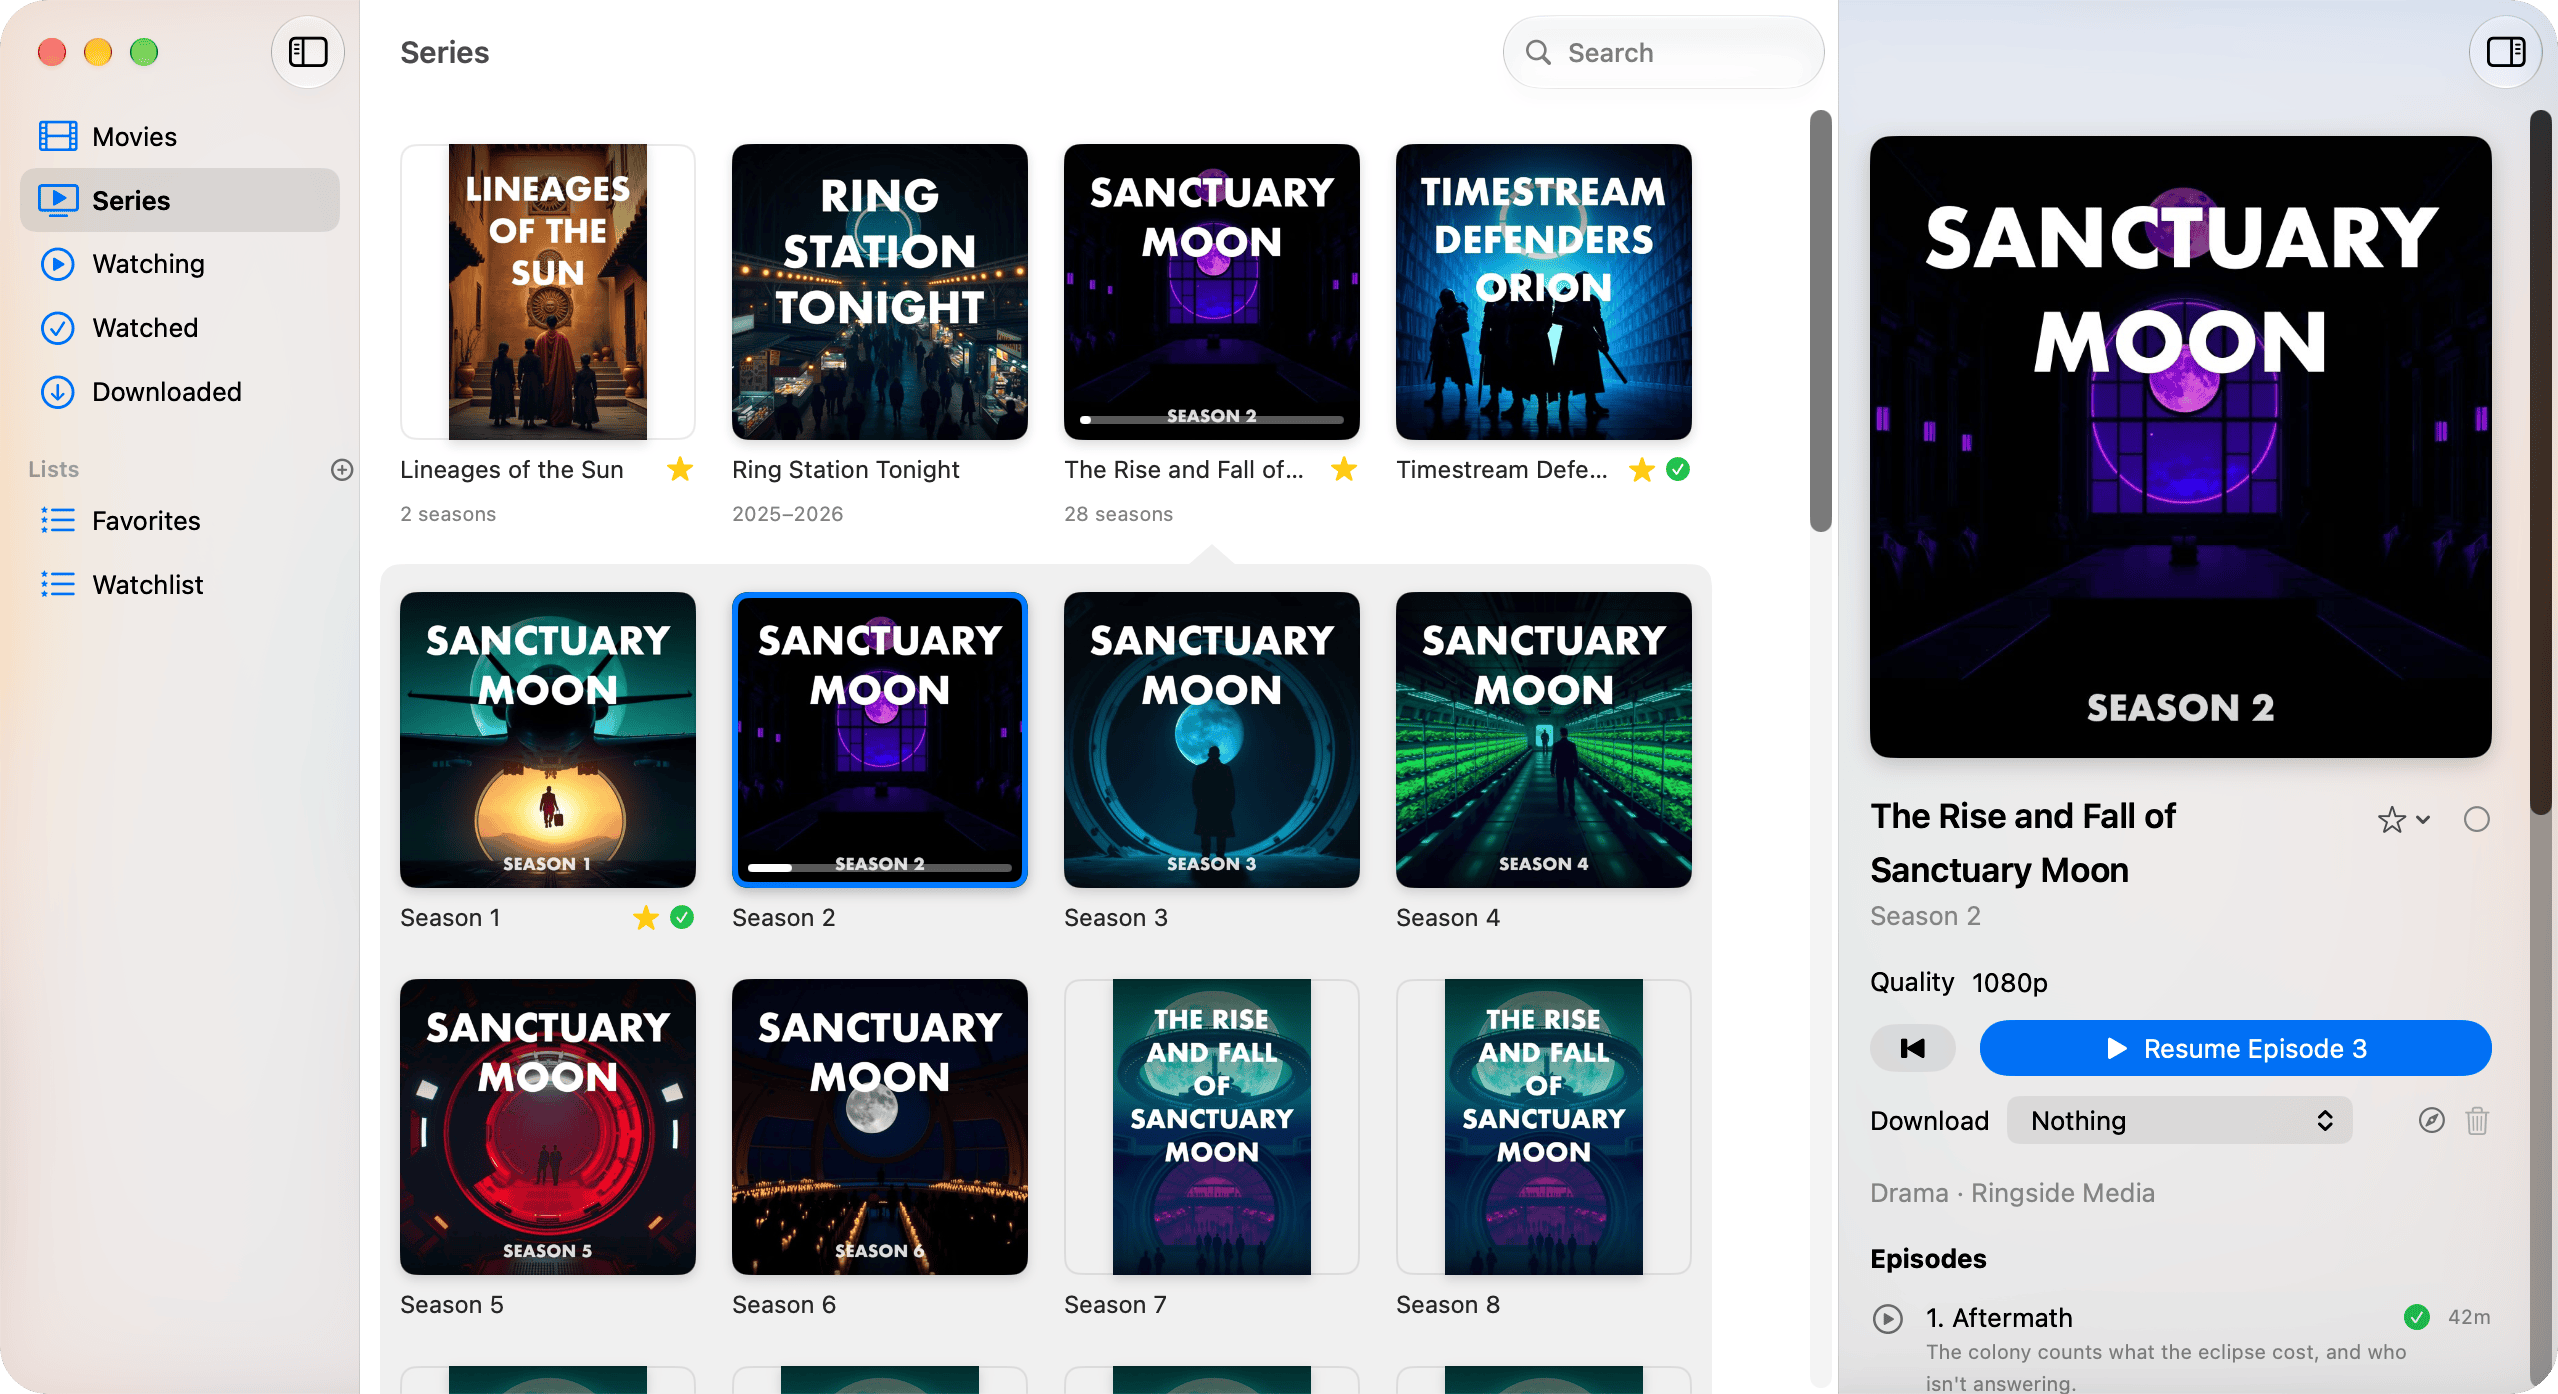 Movies
Series
Watching
Watched
Downloaded
Lists
Favorites
Watchlist
Series
Search
LINEAGES
OF THE
SUN
Lineages of the Sun
2 seasons
RING
STATION
TONIGHT
Ring Station Tonight
2025–2026
SANCTUARY
MOON
SEASON 2
The Rise and Fall of...
28 seasons
TIMESTREAM
DEFENDERS
ORION
Timestream Defe...
SANCTUARY
MOON
SEASON 1
Season 1
SANCTUARY
MOON
SEASON 2
Season 2
SANCTUARY
MOON
SEASON 3
Season 3
SANCTUARY
MOON
SEASON 4
Season 4
SANCTUARY
MOON
SEASON 5
Season 5
SANCTUARY
MOON
SEASON 6
Season 6
THE RISE
AND FALL
OF
SANCTUARY
MOON
Season 7
THE RISE
AND FALL
OF
SANCTUARY
MOON
Season 8
SANCTUARY
MOON
SEASON 2
The Rise and Fall of
Sanctuary Moon
Season 2
Quality 1080p
Resume Episode 3
Download Nothing
Drama · Ringside Media
Episodes
1. Aftermath 42m
The colony counts what the eclipse cost, and who
isn't answering.